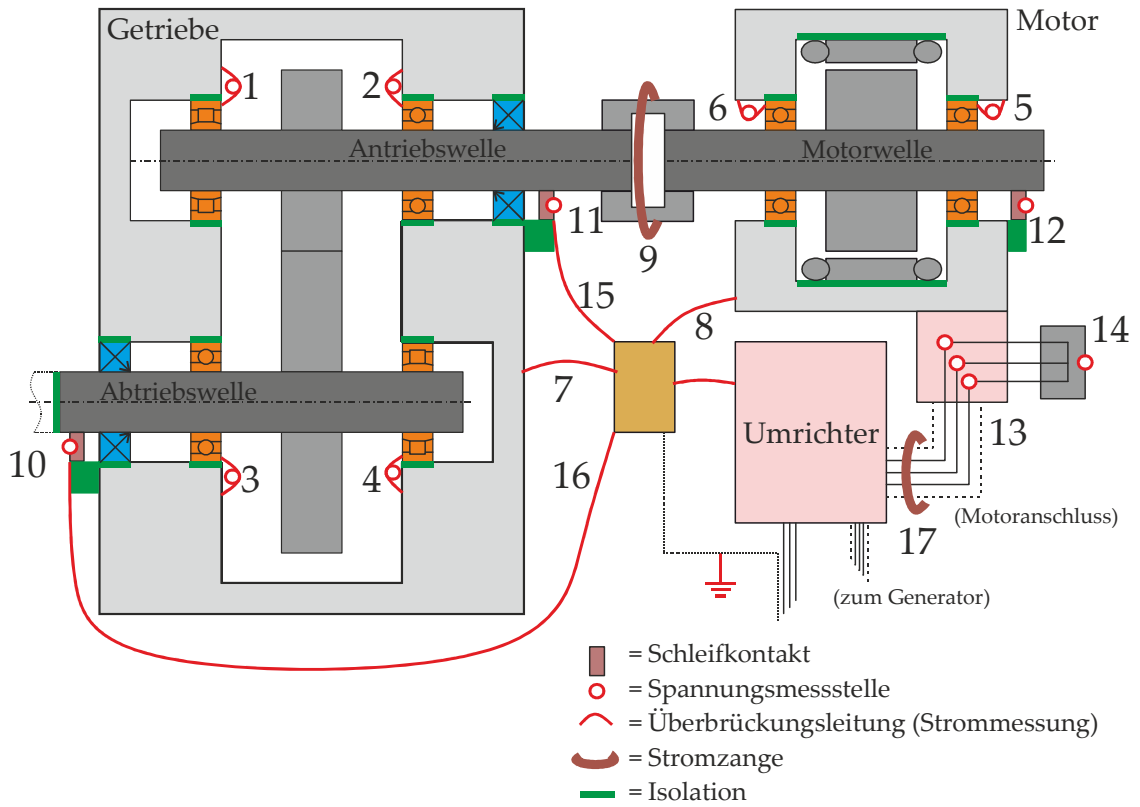 Getriebe
Motor
1
2
6
5
Antriebswelle
Motorwelle
11
9
12
15
8
14
7
Abtriebswelle
Umrichter
13
10
3
4
16
17
(Motoranschluss)
(zum Generator)
= Schleifkontakt
= Spannungsmessstelle
= Überbrückungsleitung (Strommessung)
= Stromzange
= Isolation